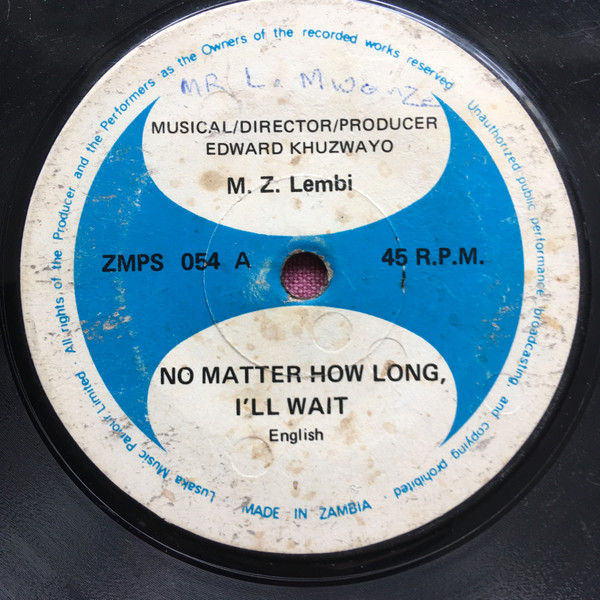 MR L. Mwanza
MUSICAL/DIRECTOR/PRODUCER
EDWARD KHUZWAYO
M. Z. Lembi
ZMPS 054 A
45 R.P.M.
NO MATTER HOW LONG,
I'LL WAIT
English
Lusaka Music Parlour Limited · All rights of the Producer and the Performers as the Owners of the recorded works reserved
Unauthorized public performance broadcasting, and copying prohibited ·
MADE IN ZAMBIA ·